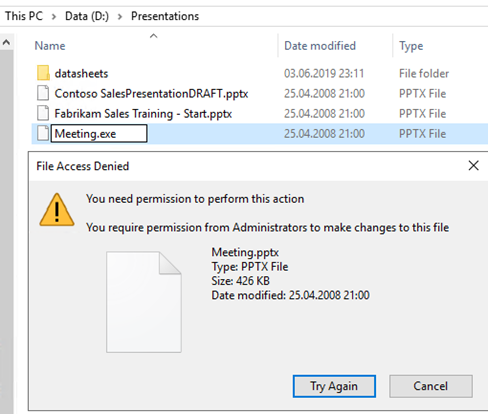 This PC > Data (D:) > Presentations
Name Date modified Type
datasheets 03.06.2019 23:11 File folder
Contoso SalesPresentationDRAFT.pptx 25.04.2008 21:00 PPTX File
Fabrikam Sales Training - Start.pptx 25.04.2008 21:00 PPTX File
Meeting.exe 25.04.2008 21:00 PPTX File
File Access Denied
You need permission to perform this action
You require permission from Administrators to make changes to this file
Meeting.pptx
Type: PPTX File
Size: 426 KB
Date modified: 25.04.2008 21:00
Try Again Cancel